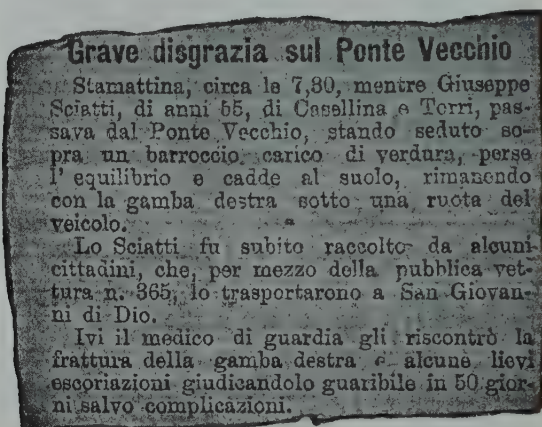 Grave disgrazia sul Ponte Vecchio
Stamattina, circa le 7,30, mentre Giuseppe
Sciatti, di anni 55, di Casellina e Torri, pas-
sava dal Ponte Vecchio, stando seduto so-
pra un barroccio carico di verdura, perse
l' equilibrio e cadde al suolo, rimanendo
con la gamba destra sotto una ruota del
veicolo.
Lo Sciatti fu subito raccolto da alcuni
cittadini, che, per mezzo della pubblica vet-
tura n. 365, lo trasportarono a San Giovan-
ni di Dio.
Ivi il medico di guardia gli riscontrò la
frattura della gamba destra e alcune lievi
escoriazioni giudicandolo guaribile in 50 gior-
ni salvo complicazioni.